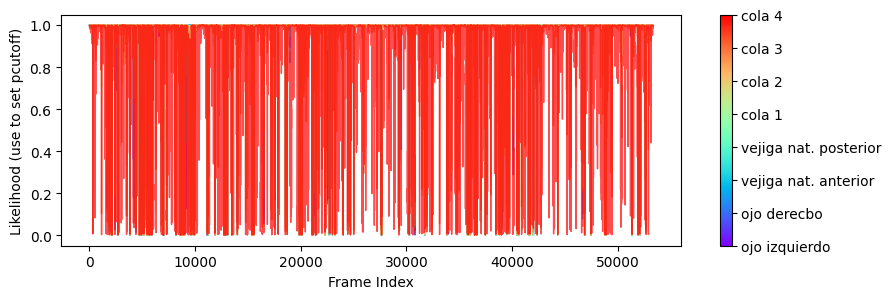 Likelihood (use to set pcutoff)
1.0
0.8
0.6
0.4
0.2
0.0
0
10000
20000
30000
40000
50000
Frame Index
cola 4
cola 3
cola 2
cola 1
vejiga nat. posterior
vejiga nat. anterior
ojo derecbo
ojo izquierdo